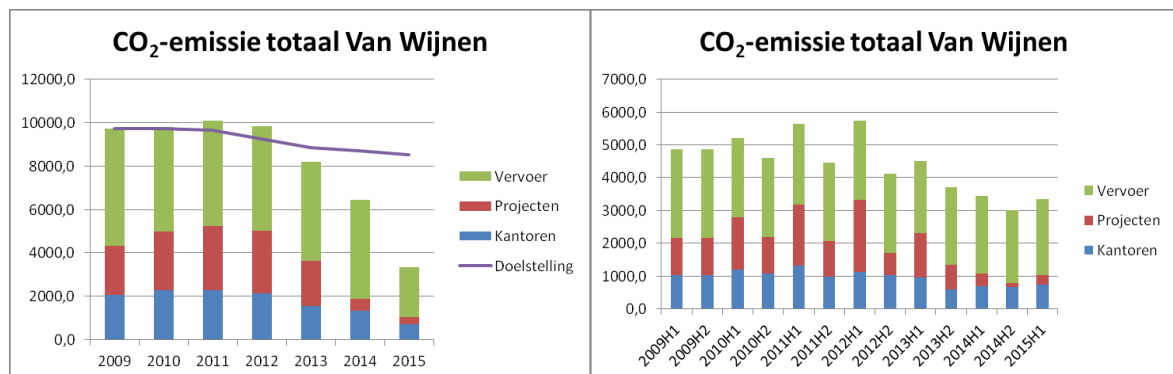 CO₂-emissie totaal Van Wijnen
12000,0
10000,0
8000,0
6000,0
4000,0
2000,0
0,0
2009 2010 2011 2012 2013 2014 2015
Vervoer
Projecten
Kantoren
Doelstelling
CO₂-emissie totaal Van Wijnen
7000,0
6000,0
5000,0
4000,0
3000,0
2000,0
1000,0
0,0
2009H1 2009H2 2010H1 2010H2 2011H1 2011H2 2012H1 2012H2 2013H1 2013H2 2014H1 2014H2 2015H1
Vervoer
Projecten
Kantoren